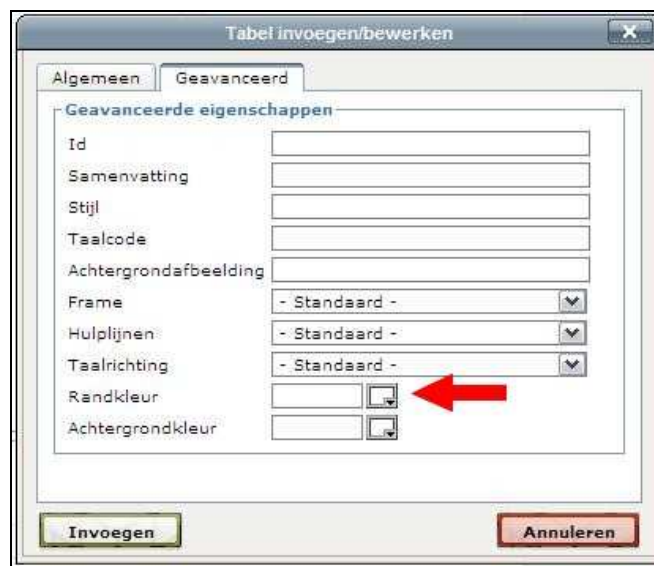 Tabel invoegen/bewerken
Algemeen Geavanceerd
Geavanceerde eigenschappen
Id
Samenvatting
Stijl
Taalcode
Achtergrondafbeelding
Frame - Standaard -
Hulplijnen - Standaard -
Taalrichting - Standaard -
Randkleur
Achtergrondkleur
Invoegen Annuleren